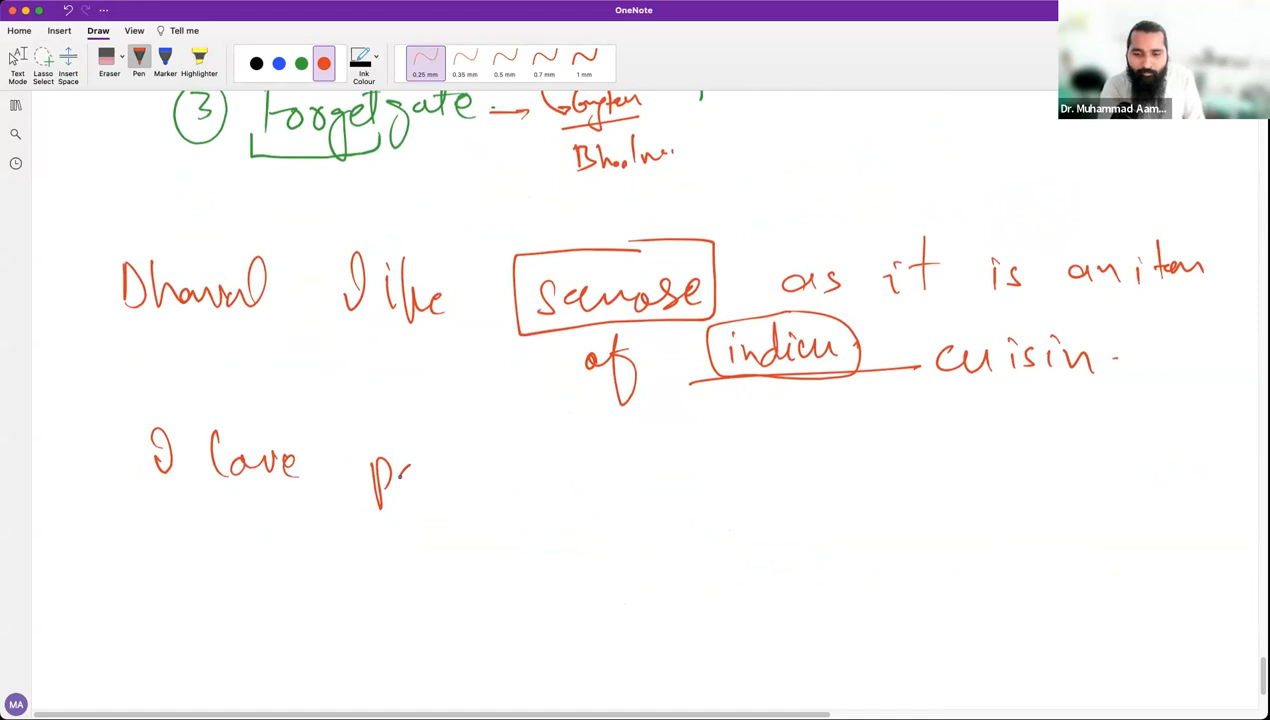 OneNote
Home Insert Draw View Tell me
Text Mode Lasso Select Insert Space Eraser Pen Marker Highlighter Ink Colour 0.25 mm 0.35 mm 0.5 mm 0.7 mm 1 mm
Dr. Muhammad Aam...
3 forget gate →
Dhaval I like samose as it is an item
of indian cuisin.
I love p
MA